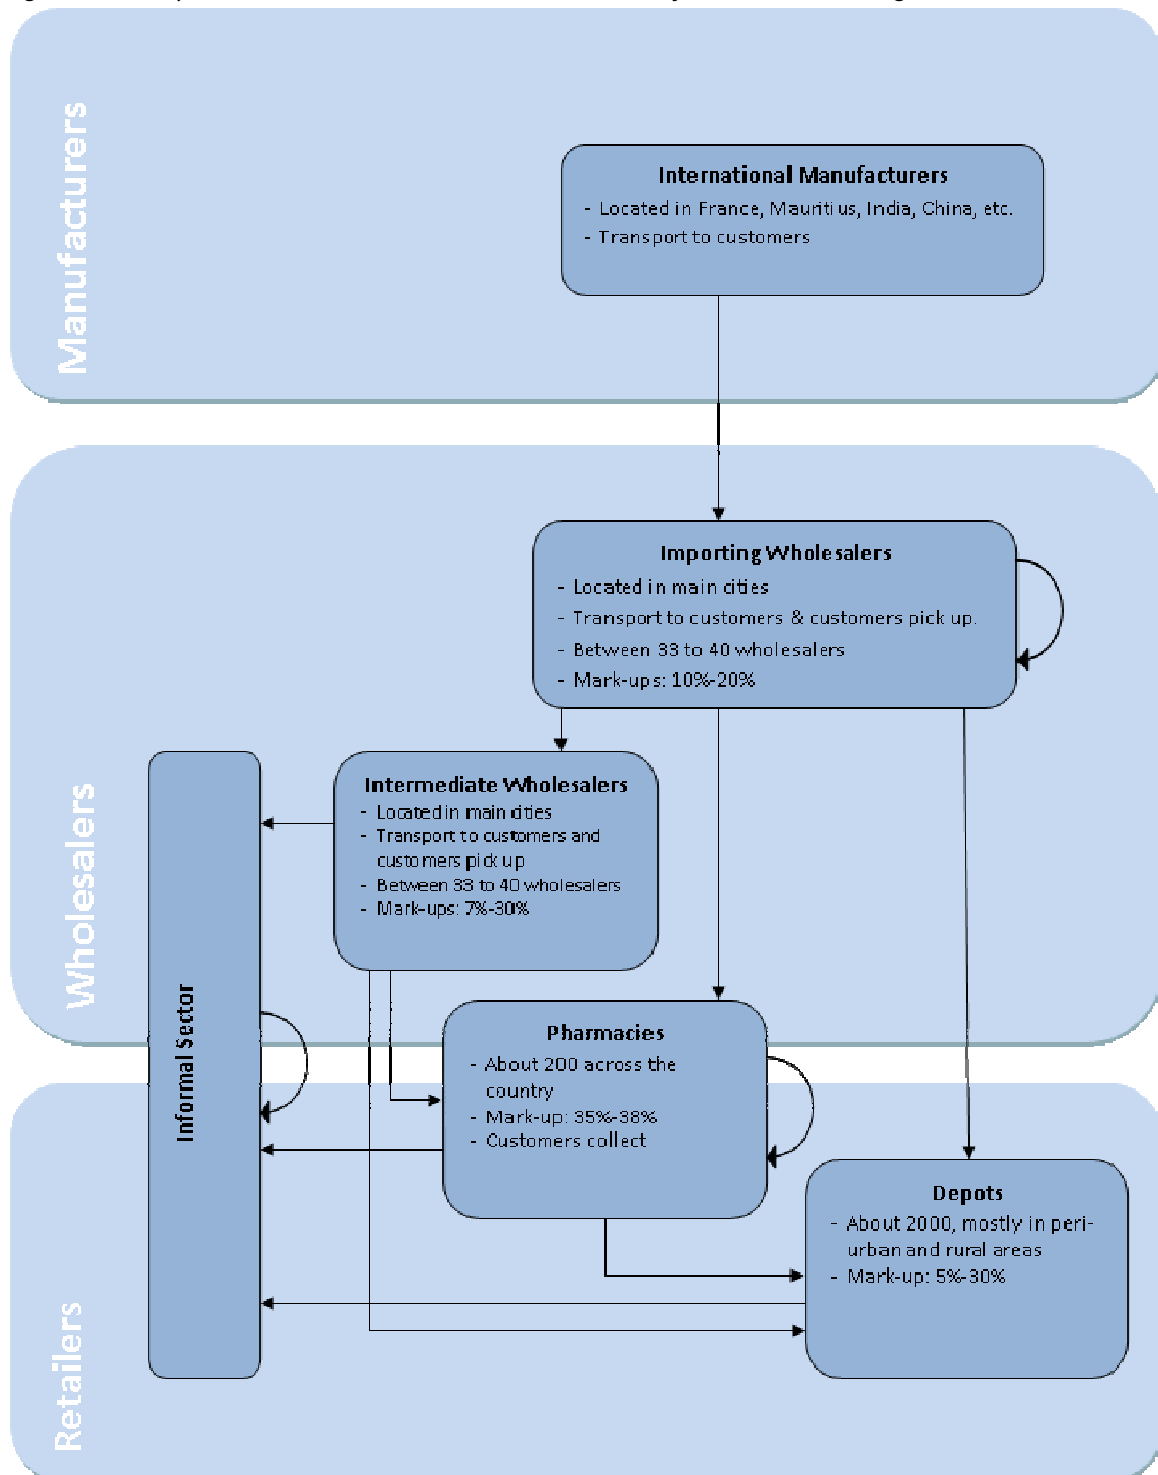 Manufacturers
International Manufacturers
- Located in France, Mauritius, India, China, etc.
- Transport to customers
Wholesalers
Importing Wholesalers
- Located in main cities
- Transport to customers & customers pick up.
- Between 33 to 40 wholesalers
- Mark-ups: 10%-20%
Intermediate Wholesalers
- Located in main cities
- Transport to customers and
customers pick up
- Between 33 to 40 wholesalers
- Mark-ups: 7%-30%
Informal Sector
Pharmacies
- About 200 across the
country
- Mark-up: 35%-38%
- Customers collect
Retailers
Depots
- About 2000, mostly in peri-
urban and rural areas
- Mark-up: 5%-30%